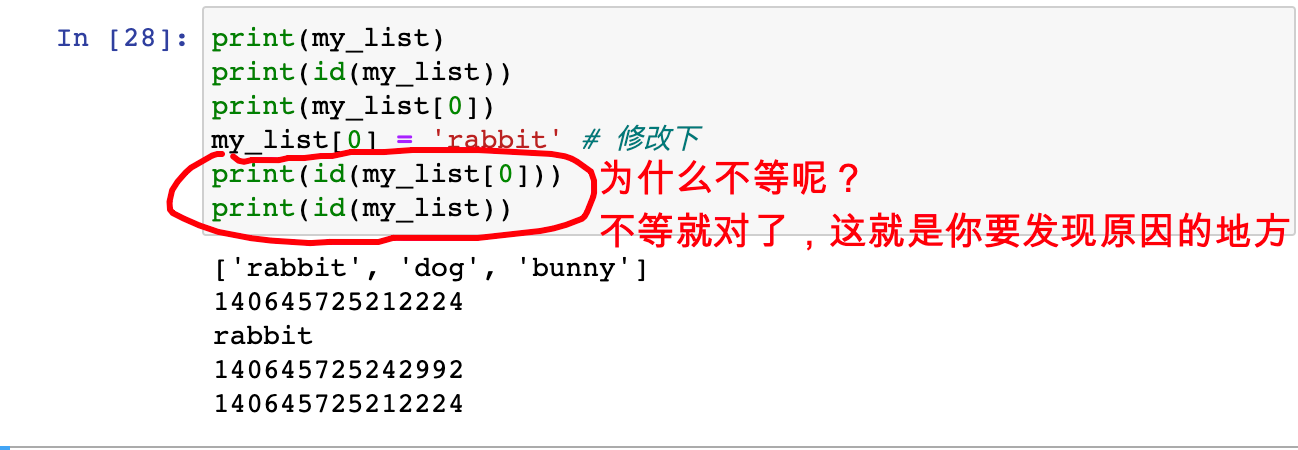 In [28]: print(my_list)
print(id(my_list))
print(my_list[0])
my_list[0] = 'rabbit' # 修改下
print(id(my_list[0])) 为什么不等呢？
print(id(my_list)) 不等就对了，这就是你要发现原因的地方
['rabbit', 'dog', 'bunny']
140645725212224
rabbit
140645725242992
140645725212224